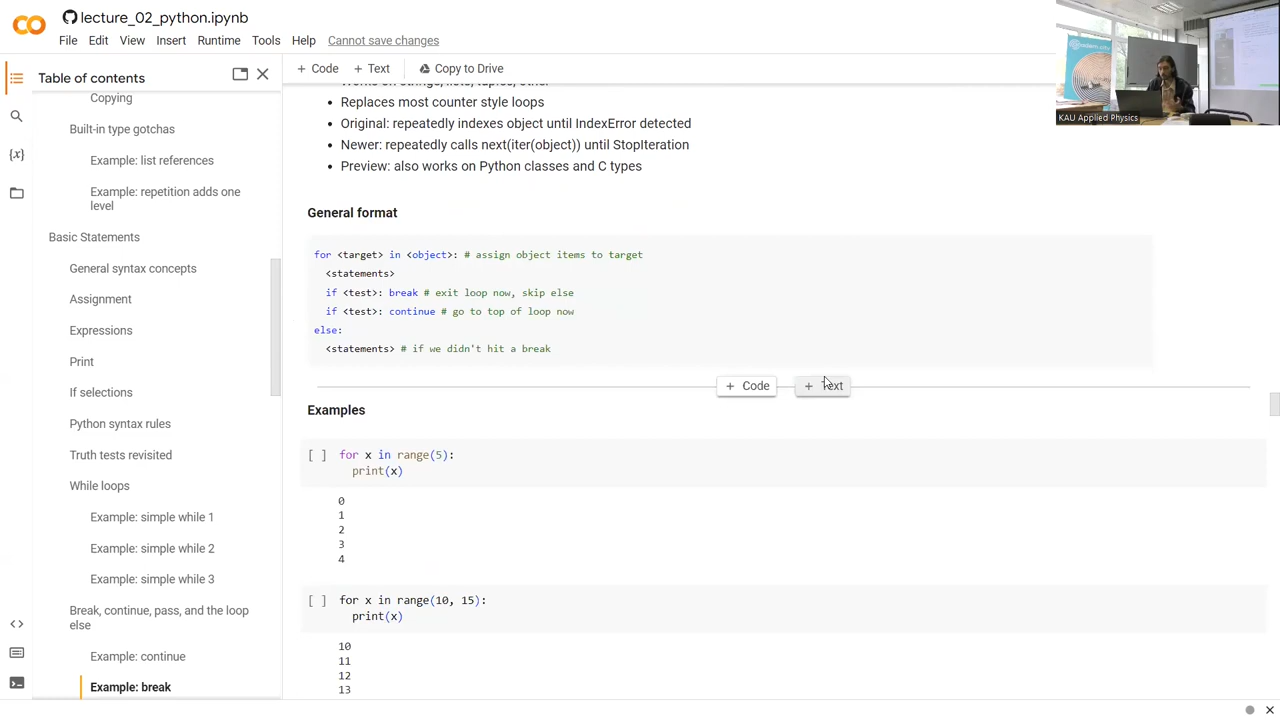 lecture_02_python.ipynb
File Edit View Insert Runtime Tools Help Cannot save changes
Table of contents
+ Code + Text Copy to Drive
Copying
Built-in type gotchas
Example: list references
Example: repetition adds one
level
Basic Statements
General syntax concepts
Assignment
Expressions
Print
If selections
Python syntax rules
Truth tests revisited
While loops
Example: simple while 1
Example: simple while 2
Example: simple while 3
Break, continue, pass, and the loop
else
Example: continue
Example: break
• Replaces most counter style loops
• Original: repeatedly indexes object until IndexError detected
• Newer: repeatedly calls next(iter(object)) until StopIteration
• Preview: also works on Python classes and C types
General format
for <target> in <object>: # assign object items to target
<statements>
if <test>: break # exit loop now, skip else
if <test>: continue # go to top of loop now
else:
<statements> # if we didn't hit a break
+ Code + Text
Examples
[ ] for x in range(5):
print(x)
0
1
2
3
4
[ ] for x in range(10, 15):
print(x)
10
11
12
13
KAU Applied Physics